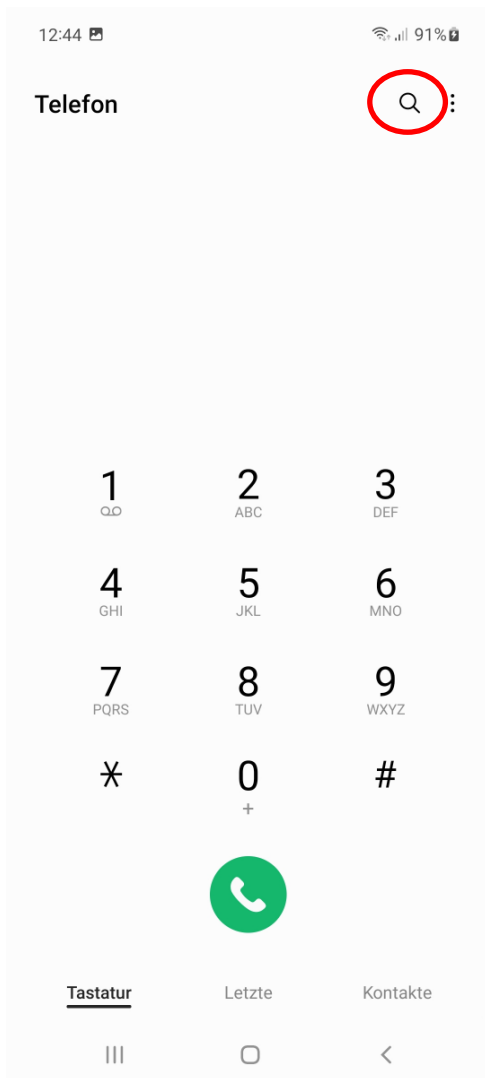 12:44 91%
Telefon
1 2 3
ABC DEF
4 5 6
GHI JKL MNO
7 8 9
PQRS TUV WXYZ
* 0 #
+
Tastatur Letzte Kontakte